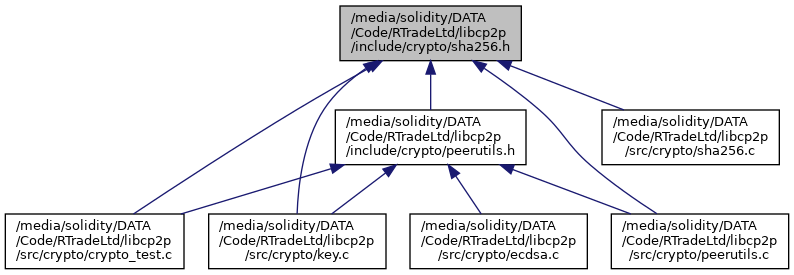 /media/solidity/DATA
/Code/RTradeLtd/libcp2p
/include/crypto/sha256.h
/media/solidity/DATA
/Code/RTradeLtd/libcp2p
/include/crypto/peerutils.h
/media/solidity/DATA
/Code/RTradeLtd/libcp2p
/src/crypto/sha256.c
/media/solidity/DATA
/Code/RTradeLtd/libcp2p
/src/crypto/crypto_test.c
/media/solidity/DATA
/Code/RTradeLtd/libcp2p
/src/crypto/key.c
/media/solidity/DATA
/Code/RTradeLtd/libcp2p
/src/crypto/ecdsa.c
/media/solidity/DATA
/Code/RTradeLtd/libcp2p
/src/crypto/peerutils.c